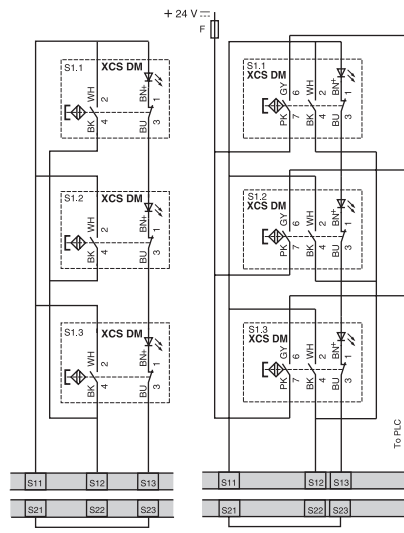 + 24 V
F
S1.1 XCS DM
WH 2 BN+ 1
BK 4 BU 3
S1.2 XCS DM
WH 2 BN+ 1
BK 4 BU 3
S1.3 XCS DM
WH 2 BN+ 1
BK 4 BU 3
S11 S12 S13
S21 S22 S23
S1.1
XCS DM
GY 6 WH 2 BN+ 1
PK 7 BK 4 BU 3
S1.2
XCS DM
GY 6 WH 2 BN+ 1
PK 7 BK 4 BU 3
S1.3
XCS DM
GY 6 WH 2 BN+ 1
PK 7 BK 4 BU 3
To PLC
S11 S12 S13
S21 S22 S23